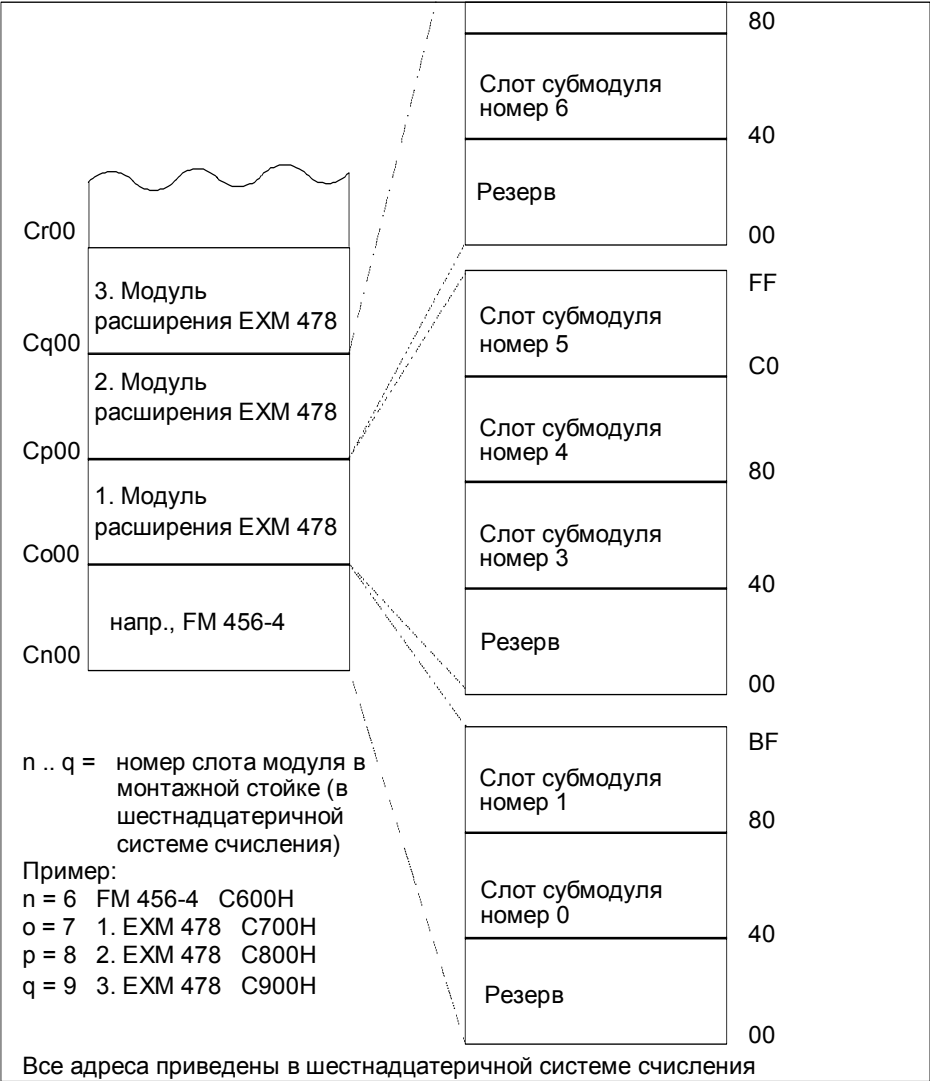 80
Слот субмодуля
номер 6
40
Резерв
00
Cr00
3. Модуль
расширения EXM 478
Cq00
2. Модуль
расширения EXM 478
Cp00
1. Модуль
расширения EXM 478
Co00
напр., FM 456-4
Cn00
FF
Слот субмодуля
номер 5
C0
Слот субмодуля
номер 4
80
Слот субмодуля
номер 3
40
Резерв
00
BF
Слот субмодуля
номер 1
80
Слот субмодуля
номер 0
40
Резерв
00
n .. q = номер слота модуля в
монтажной стойке (в
шестнадцатеричной
системе счисления)
Пример:
n = 6 FM 456-4 C600H
o = 7 1. EXM 478 C700H
p = 8 2. EXM 478 C800H
q = 9 3. EXM 478 C900H
Все адреса приведены в шестнадцатеричной системе счисления